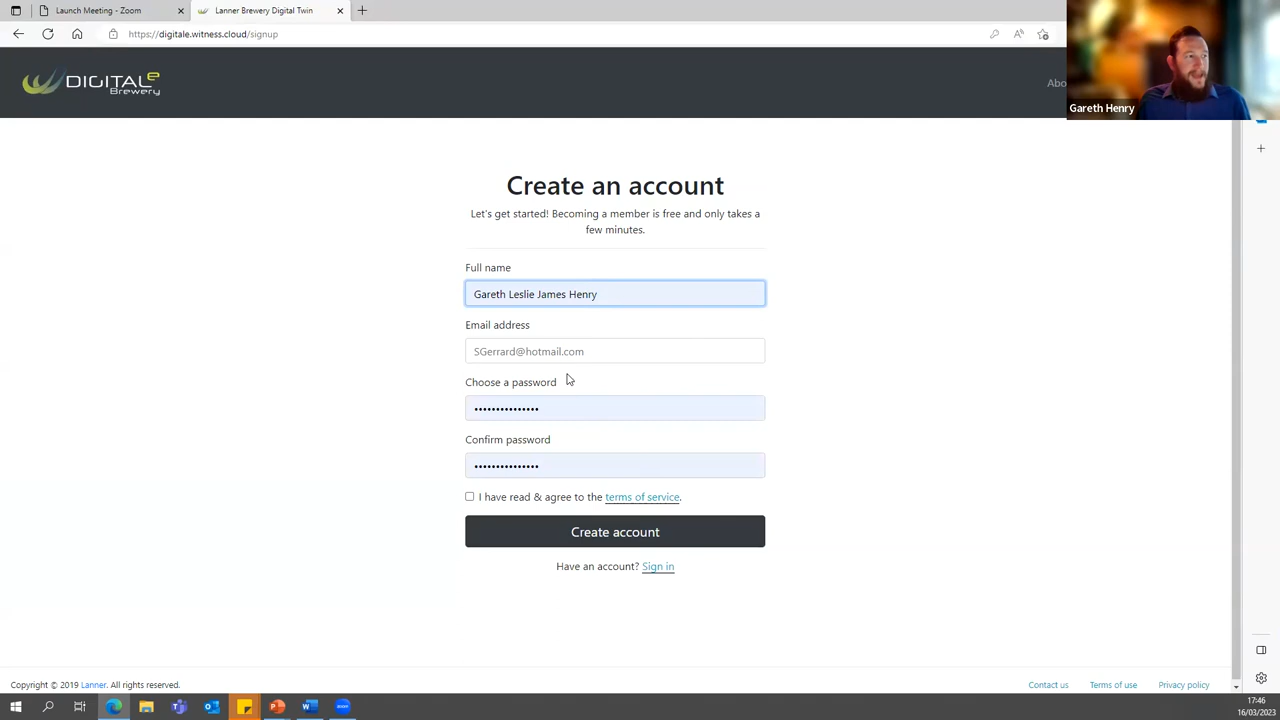 Launch Meeting - Zoom
Lanner Brewery Digital Twin
https://digitale.witness.cloud/signup
DIGITALe
Brewery
Abo
Gareth Henry
Create an account
Let's get started! Becoming a member is free and only takes a
few minutes.
Full name
Gareth Leslie James Henry
Email address
SGerrard@hotmail.com
Choose a password
•••••••••••••••
Confirm password
•••••••••••••••
I have read & agree to the terms of service.
Create account
Have an account? Sign in
Copyright © 2019 Lanner. All rights reserved.
Contact us
Terms of use
Privacy policy
17:46
16/03/2023